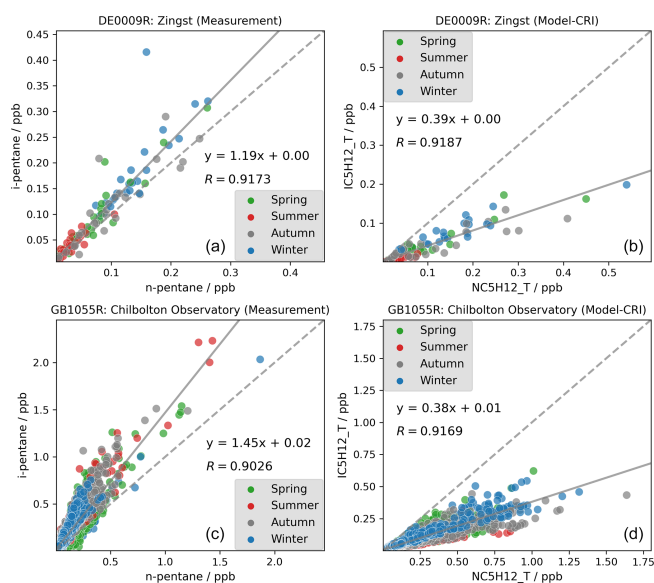 DE0009R: Zingst (Measurement)
0.45
0.40
0.35
0.30
0.25
0.20
0.15
0.10
0.05
i-pentane / ppb
y = 1.19x + 0.00
R = 0.9173
Spring
Summer
Autumn
Winter
(a)
0.1 0.2 0.3 0.4
n-pentane / ppb
DE0009R: Zingst (Model-CRI)
Spring
Summer
Autumn
Winter
0.5
0.4
0.3
0.2
0.1
IC5H12_T / ppb
y = 0.39x + 0.00
R = 0.9187
(b)
0.1 0.2 0.3 0.4 0.5
NC5H12_T / ppb
GB1055R: Chilbolton Observatory (Measurement)
2.0
1.5
1.0
0.5
i-pentane / ppb
y = 1.45x + 0.02
R = 0.9026
Spring
Summer
Autumn
Winter
(c)
0.5 1.0 1.5 2.0
n-pentane / ppb
GB1055R: Chilbolton Observatory (Model-CRI)
Spring
Summer
Autumn
Winter
1.75
1.50
1.25
1.00
0.75
0.50
0.25
IC5H12_T / ppb
y = 0.38x + 0.01
R = 0.9169
(d)
0.25 0.50 0.75 1.00 1.25 1.50 1.75
NC5H12_T / ppb